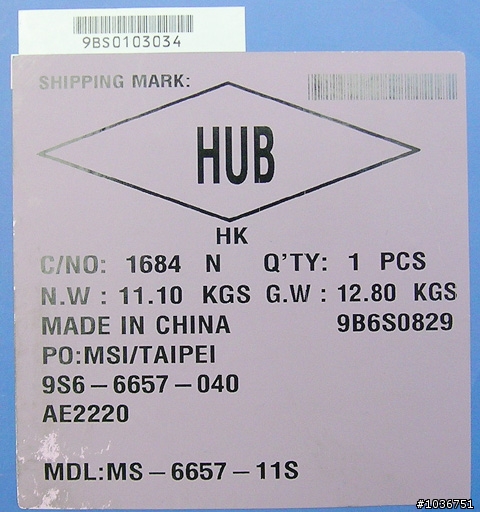 9BS0103034
SHIPPING MARK:
HUB
HK
C/NO: 1684 N Q'TY: 1 PCS
N.W : 11.10 KGS G.W : 12.80 KGS
MADE IN CHINA 9B6S0829
PO:MSI/TAIPEI
9S6-6657-040
AE2220
MDL:MS-6657-11S
#1036751